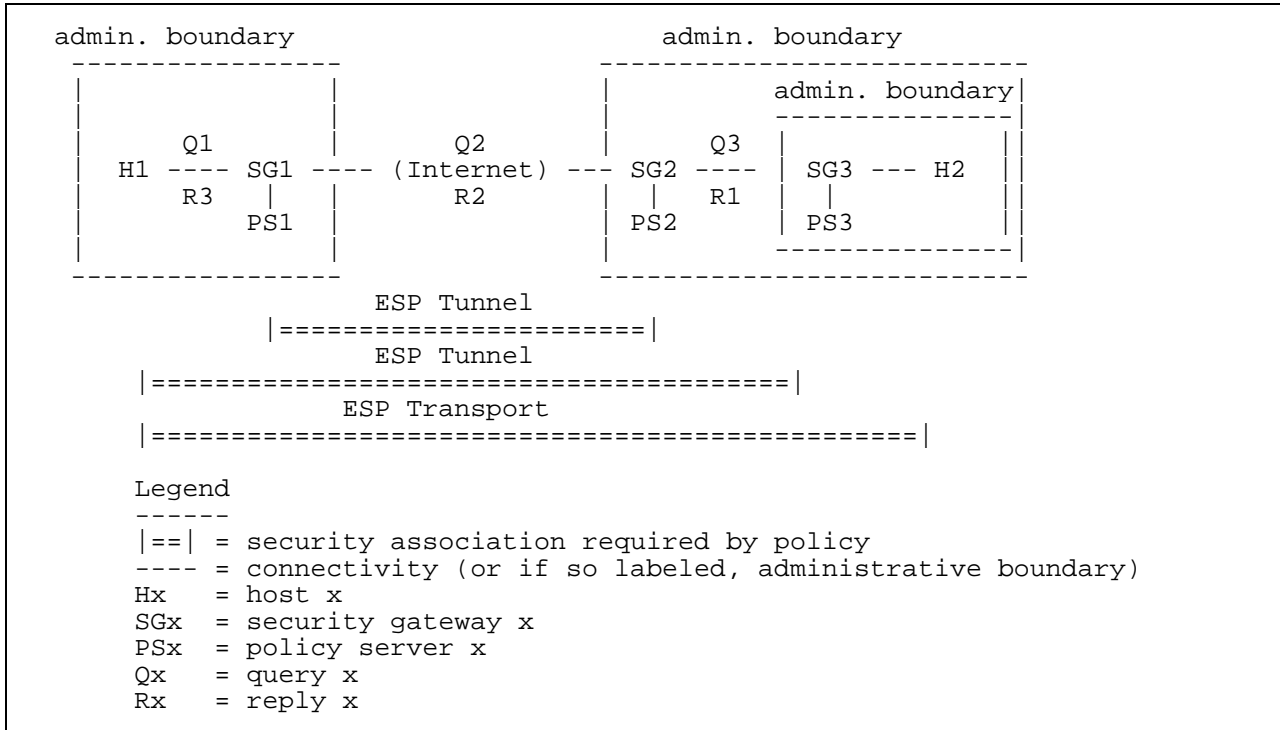 admin. boundary admin. boundary
------------------ ---------------------------
| | | admin. boundary|
| | | ---------------|
| Q1 | Q2 | Q3 | ||
| H1 ---- SG1 ---- (Internet) --- SG2 ---- | SG3 --- H2 ||
| R3 | | R2 | | R1 | | ||
| PS1 | | PS2 | PS3 ||
| | | ---------------|
----------------- ---------------------------
ESP Tunnel
|=======================|
ESP Tunnel
|========================================|
ESP Transport
|================================================|
Legend
------
|==| = security association required by policy
---- = connectivity (or if so labeled, administrative boundary)
Hx = host x
SGx = security gateway x
PSx = policy server x
Qx = query x
Rx = reply x